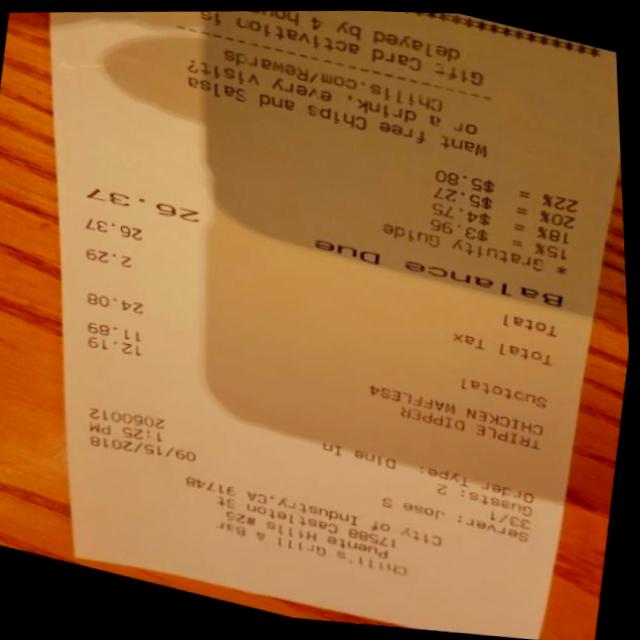 Chili's Grill & Bar
Puente Hills #26
17588 Castleton St
City of Industry, CA 91748
Server: Jose S 09/15/2018
33/1 1:25 PM
Guests: 2 2060012
Order Type: Dine In
TRIPLE DIPPER 12.19
CHICKEN WAFFLES4 11.89
Subtotal 24.08
Total Tax 2.29
Total 26.37
Balance Due 26.37
* Gratuity Guide
15% = $3.96
18% = $4.75
20% = $5.27
22% = $5.80
Want free Chips and Salsa
or a drink, every visit?
Chilis.com/Rewards
Gift Card activation is
delayed by 4